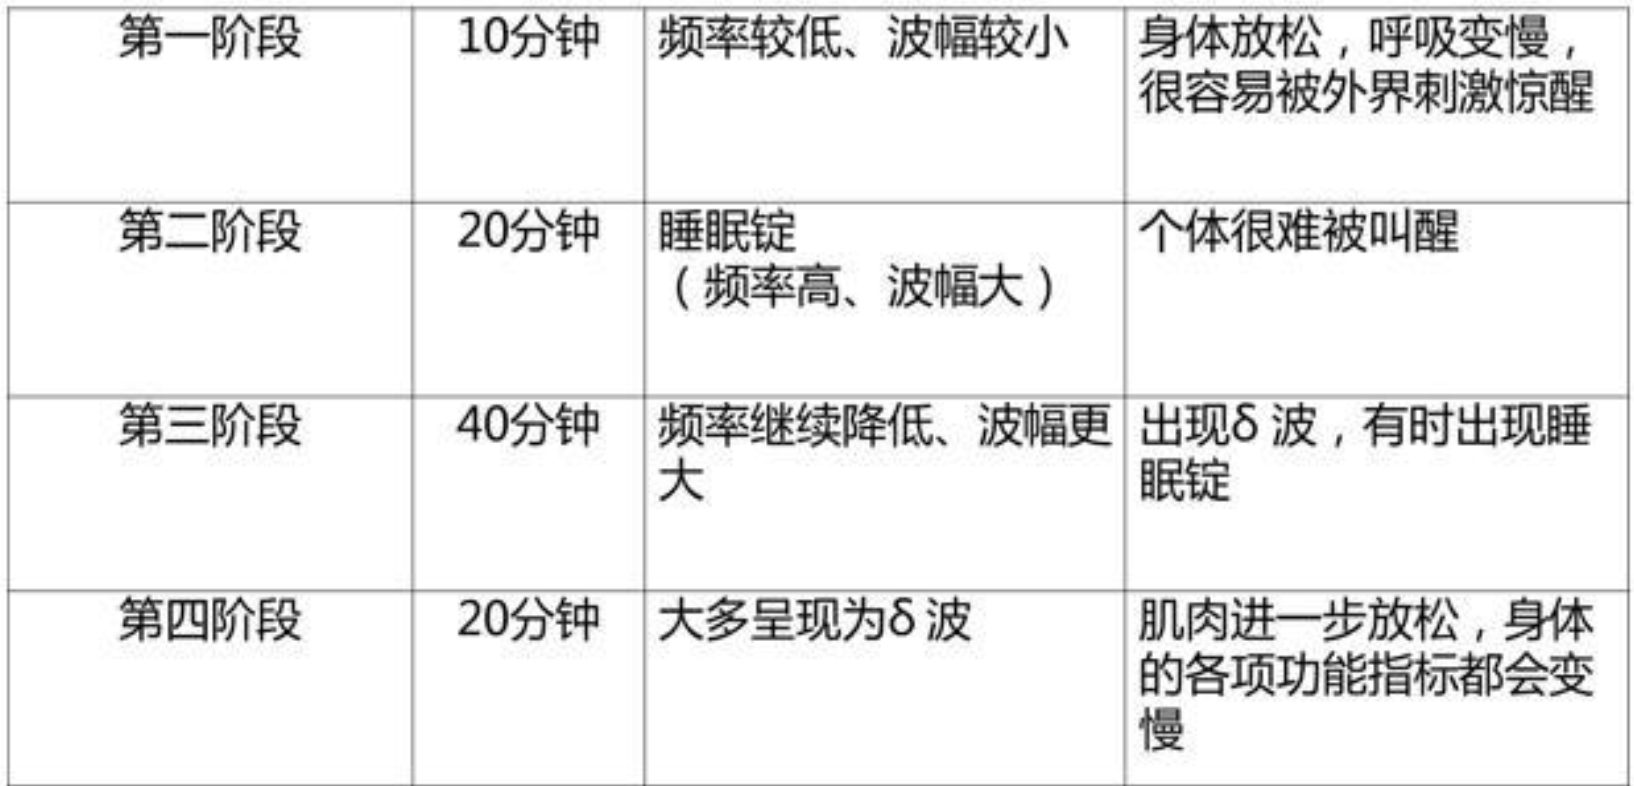 第一阶段
10分钟
频率较低、波幅较小
身体放松，呼吸变慢，
很容易被外界刺激惊醒
第二阶段
20分钟
睡眠锭
（频率高、波幅大）
个体很难被叫醒
第三阶段
40分钟
频率继续降低、波幅更
大
出现δ 波，有时出现睡
眠锭
第四阶段
20分钟
大多呈现为δ 波
肌肉进一步放松，身体
的各项功能指标都会变
慢